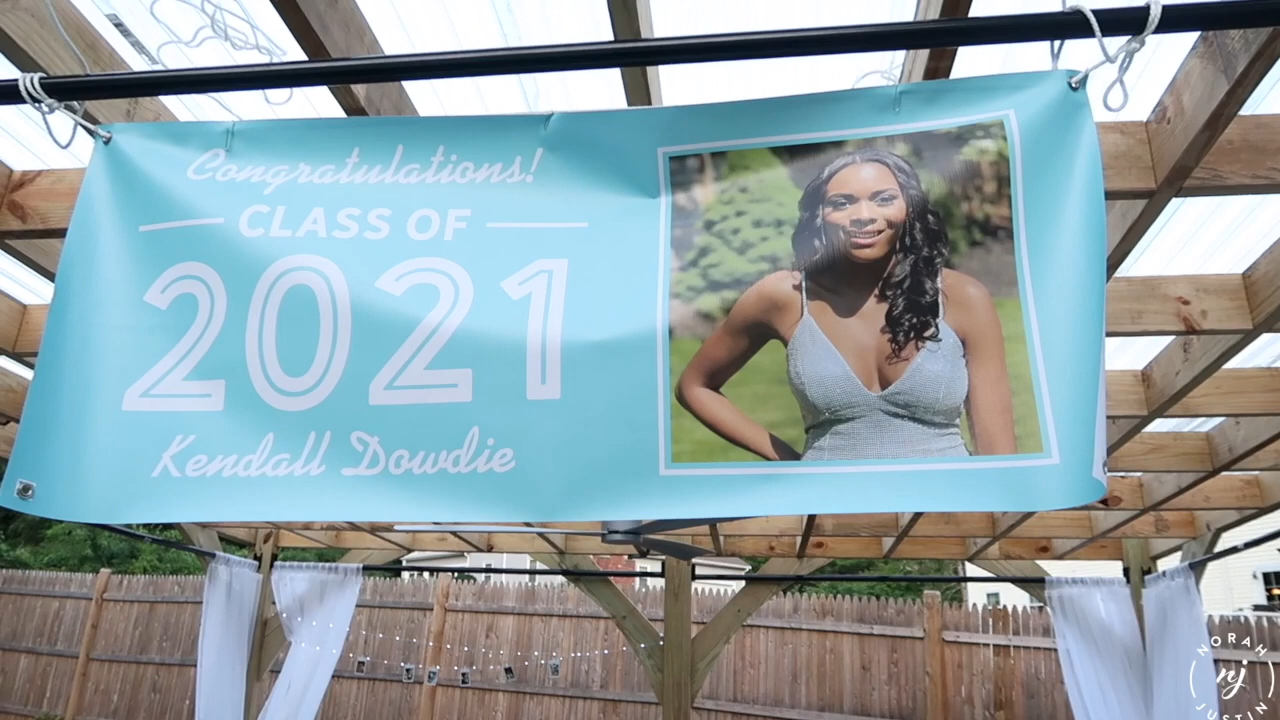 Congratulations!
CLASS OF
2021
Kendall Dowdie
NORAH
nj
JUSTIN